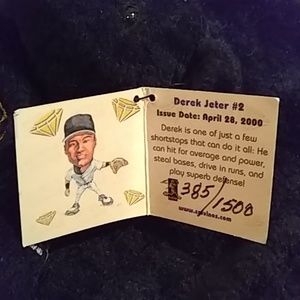 Derek Jeter #2
Issue Date: April 28, 2000
Derek is one of just a few
shortstops that can do it all: He
can hit for average and power,
steal bases, drive in runs, and
play superb defense!
385/1500